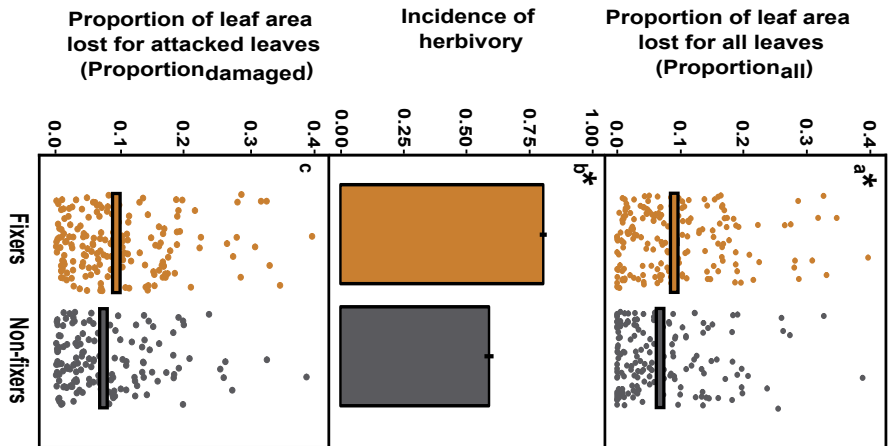 Proportion of leaf area
lost for all leaves
(Proportionall)
0.0
0.1
0.2
0.3
0.4
a*
Incidence of
herbivory
0.00
0.25
0.50
0.75
1.00
b*
Proportion of leaf area
lost for attacked leaves
(Proportiondamaged)
0.0
0.1
0.2
0.3
0.4
c
Fixers
Non-fixers